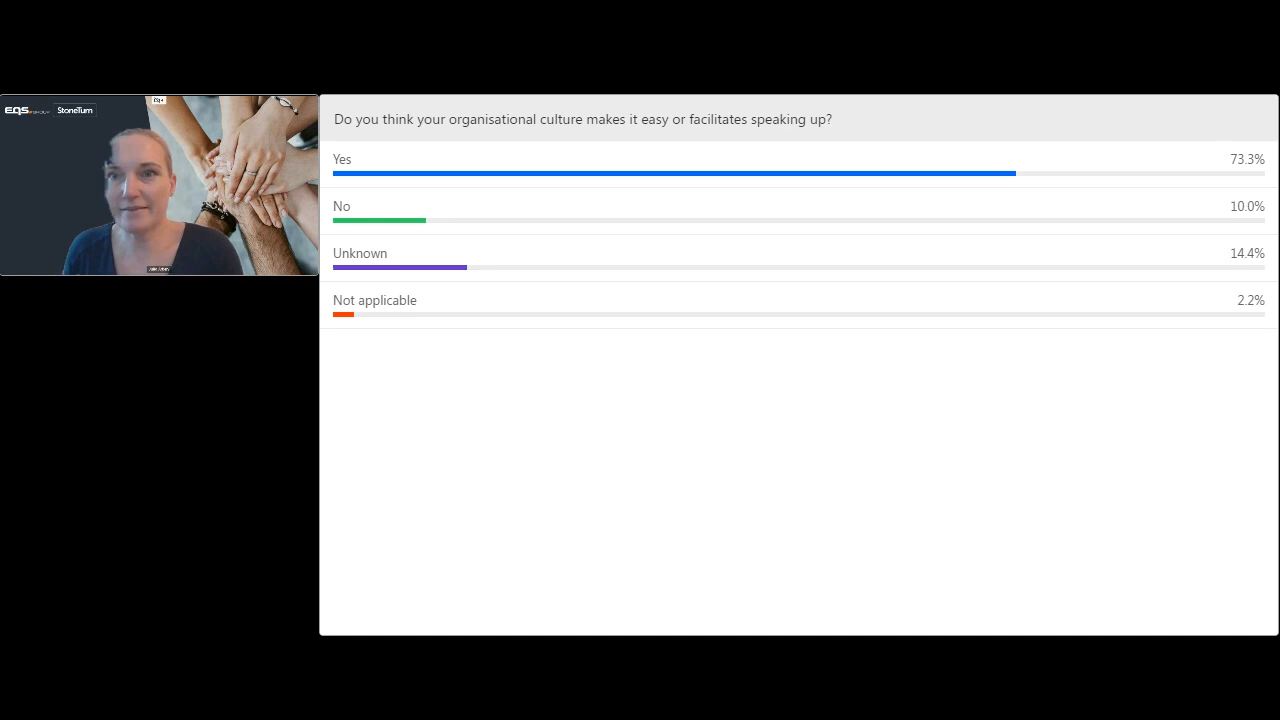 EQS GROUP
StoneTurn
Do you think your organisational culture makes it easy or facilitates speaking up?
Yes 73.3%
No 10.0%
Unknown 14.4%
Not applicable 2.2%